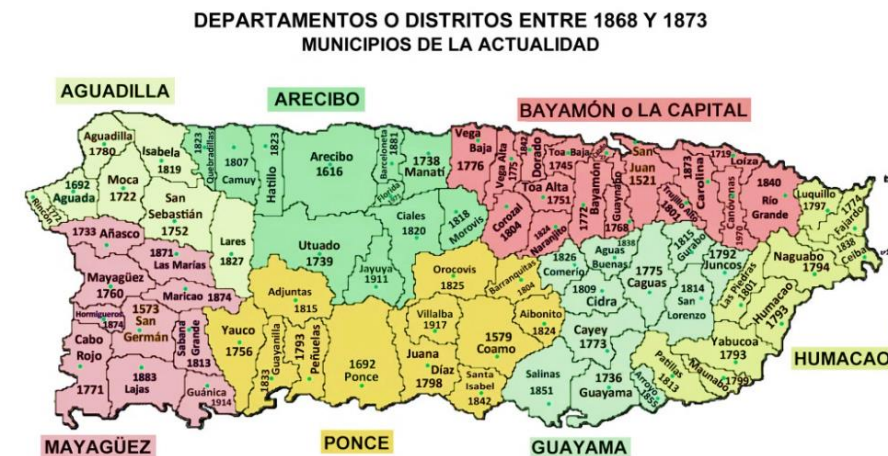 DEPARTAMENTOS O DISTRITOS ENTRE 1868 Y 1873
MUNICIPIOS DE LA ACTUALIDAD
AGUADILLA
ARECIBO
BAYAMÓN o LA CAPITAL
Aguadilla
1780
Isabela
1819
1692
Aguada
Moca
1722
Rincón
1772
San
Sebastián
1752
Lares
1827
1823
Quebradillas
1807
Camuy
Hatillo
1823
Arecibo
1616
Barceloneta
1881
Florida
1738
Manatí
Utuado
1739
Ciales
1820
1818
Morovis
Jayuya
1911
Vega
Baja
1776
Vega Alta
1775
1842
Dorado
Toa Baja
1745
Toa Alta
1751
Corozal
1804
1824
Naranjito
1772
Bayamón
Guaynabo
1768
San
Juan
1521
Trujillo Alto
1801
1873
Carolina
1719
Loíza
Canóvanas
1970
1840
Río
Grande
Luquillo
1797
1774
Fajardo
1838
Ceiba
Naguabo
1794
Las Piedras
1801
Humacao
1793
Yabucoa
1793
Maunabo
1799
Patillas
1813
1733 Añasco
1871
Las Marías
Mayagüez
1760
Maricao 1874
Hormigueros
1874
1573
San
Germán
Sabana
Grande
1813
Cabo
Rojo
1771
1883
Lajas
Guánica
1914
Adjuntas
1815
Yauco
1756
1833
Guayanilla
1793
Peñuelas
1692
Ponce
Orocovis
1825
Barranquitas
1804
Villalba
1917
Juana
Díaz
1798
1579
Coamo
Aibonito
1824
Santa
Isabel
1842
1826
Comerío
Aguas
Buenas
1838
1815
Gurabo
1792
Juncos
1809
Cidra
1775
Caguas
1814
San
Lorenzo
Cayey
1773
Salinas
1851
1736
Guayama
Arroyo
1855
HUMACAO
MAYAGÜEZ
PONCE
GUAYAMA